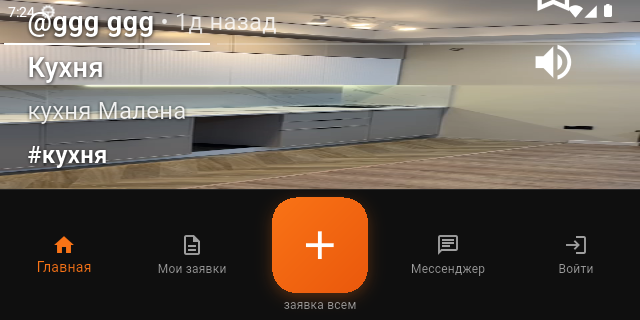 7:24
@ggg ggg • 1д назад
Кухня
кухня Малена
#кухня
Главная
Мои заявки
заявка всем
Мессенджер
Войти